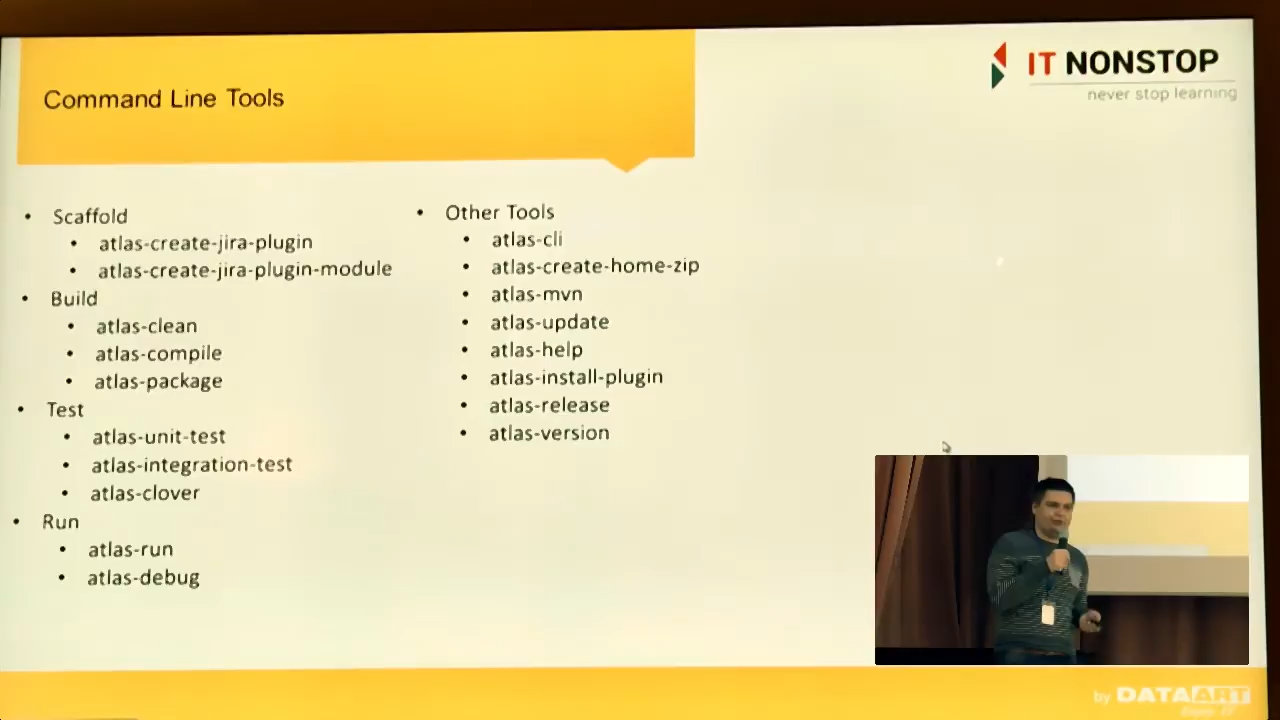 Command Line Tools
IT NONSTOP
never stop learning
• Scaffold
• atlas-create-jira-plugin
• atlas-create-jira-plugin-module
• Build
• atlas-clean
• atlas-compile
• atlas-package
• Test
• atlas-unit-test
• atlas-integration-test
• atlas-clover
• Run
• atlas-run
• atlas-debug
• Other Tools
• atlas-cli
• atlas-create-home-zip
• atlas-mvn
• atlas-update
• atlas-help
• atlas-install-plugin
• atlas-release
• atlas-version
by DATAART